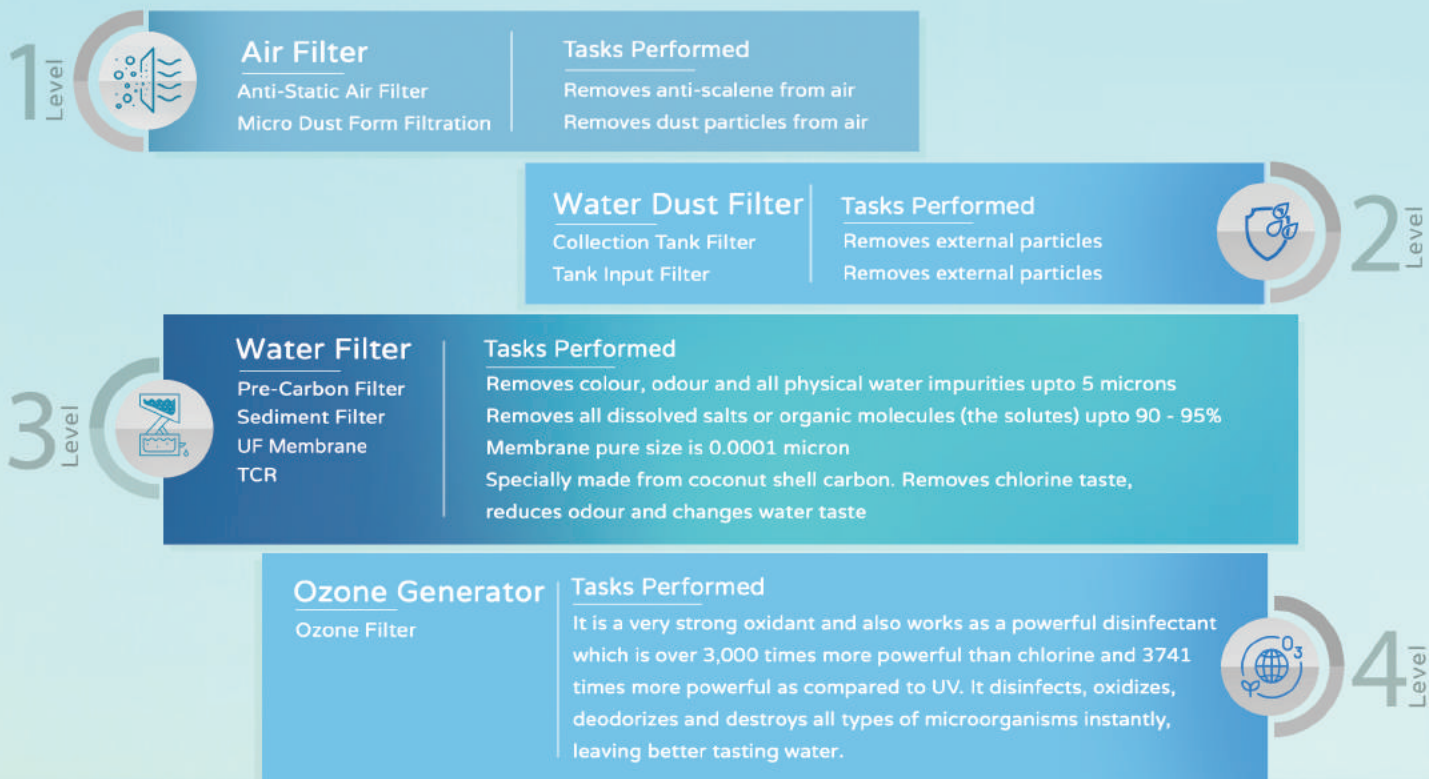 1
Level
Air Filter
Anti-Static Air Filter
Micro Dust Form Filtration
Tasks Performed
Removes anti-scalene from air
Removes dust particles from air
Water Dust Filter
Collection Tank Filter
Tank Input Filter
Tasks Performed
Removes external particles
Removes external particles
2
Level
3
Level
Water Filter
Pre-Carbon Filter
Sediment Filter
UF Membrane
TCR
Tasks Performed
Removes colour, odour and all physical water impurities upto 5 microns
Removes all dissolved salts or organic molecules (the solutes) upto 90 - 95%
Membrane pure size is 0.0001 micron
Specially made from coconut shell carbon. Removes chlorine taste,
reduces odour and changes water taste
Ozone Generator
Ozone Filter
Tasks Performed
It is a very strong oxidant and also works as a powerful disinfectant
which is over 3,000 times more powerful than chlorine and 3741
times more powerful as compared to UV. It disinfects, oxidizes,
deodorizes and destroys all types of microorganisms instantly,
leaving better tasting water.
O3
4
Level